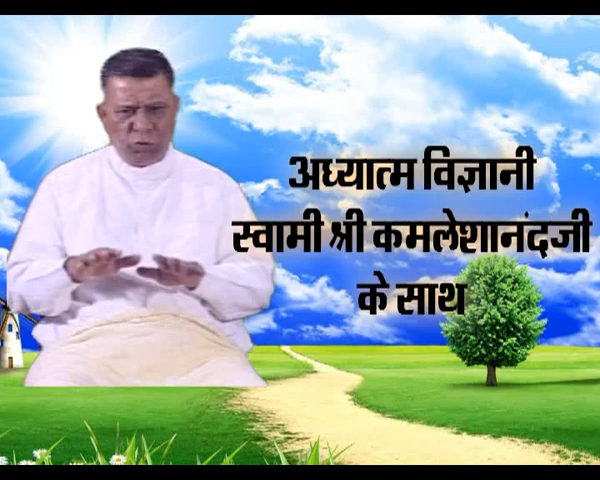 अध्यात्म विज्ञानी
स्वामी श्री कमलेशानंदजी
के साथ